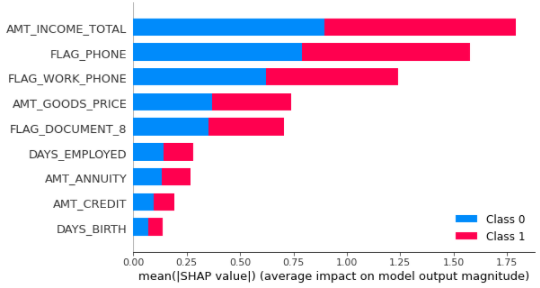 AMT_INCOME_TOTAL
FLAG_PHONE
FLAG_WORK_PHONE
AMT_GOODS_PRICE
FLAG_DOCUMENT_8
DAYS_EMPLOYED
AMT_ANNUITY
AMT_CREDIT
DAYS_BIRTH
Class 0
Class 1
0.00 0.25 0.50 0.75 1.00 1.25 1.50 1.75
mean(|SHAP value|) (average impact on model output magnitude)